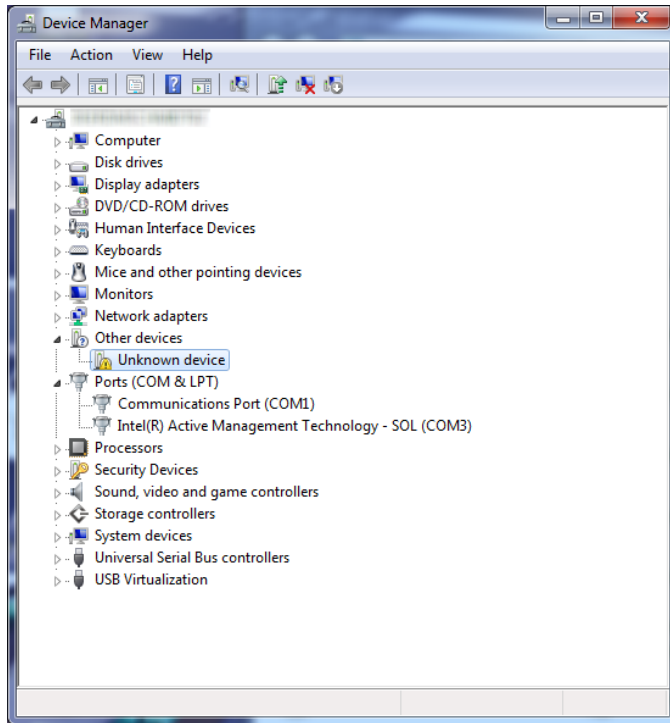 Device Manager
File Action View Help
Computer
Disk drives
Display adapters
DVD/CD-ROM drives
Human Interface Devices
Keyboards
Mice and other pointing devices
Monitors
Network adapters
Other devices
Unknown device
Ports (COM & LPT)
Communications Port (COM1)
Intel(R) Active Management Technology - SOL (COM3)
Processors
Security Devices
Sound, video and game controllers
Storage controllers
System devices
Universal Serial Bus controllers
USB Virtualization